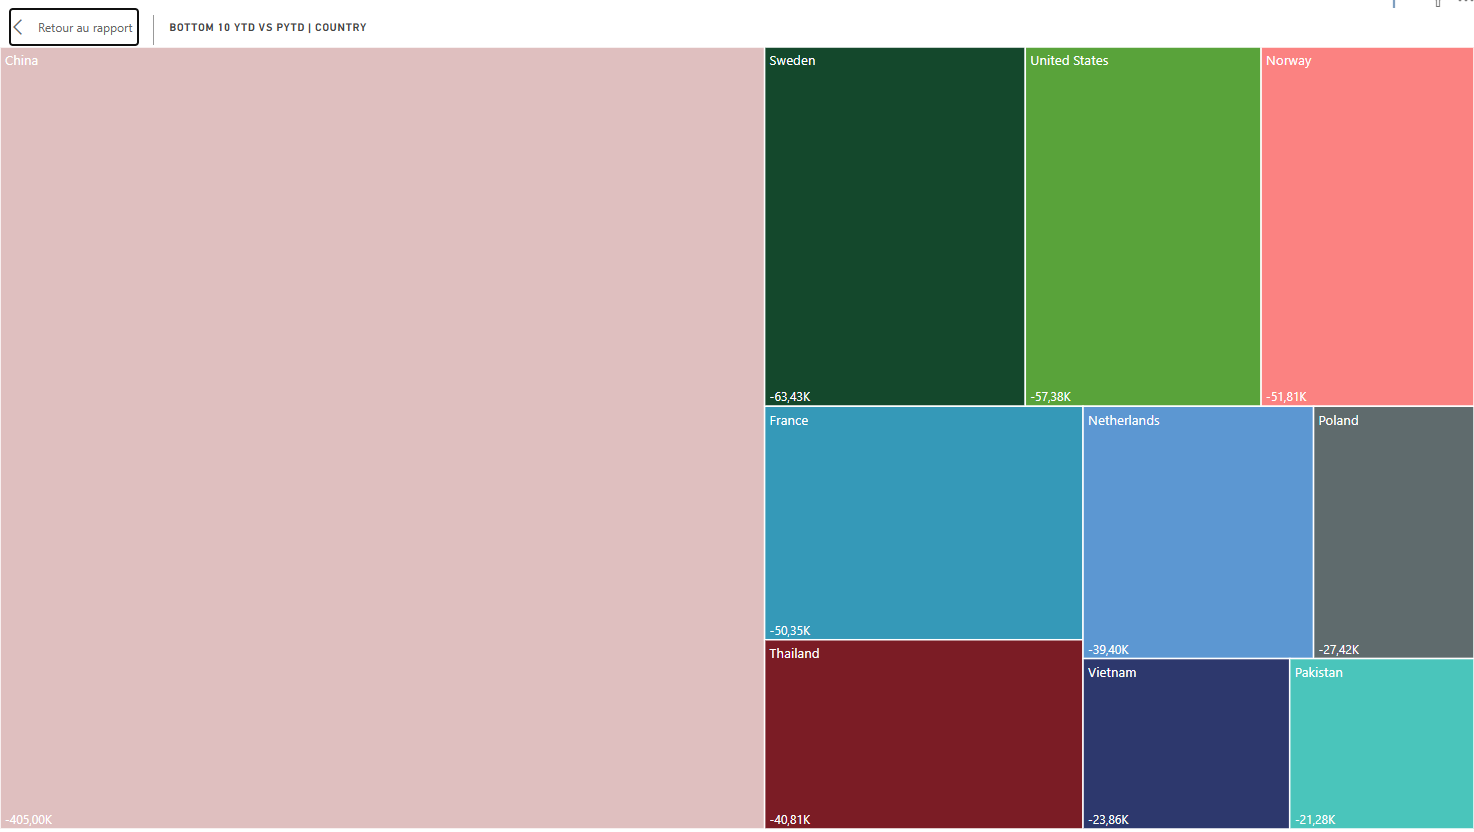 Retour au rapport
BOTTOM 10 YTD VS PYTD | COUNTRY
China
-405,00K
Sweden
-63,43K
United States
-57,38K
Norway
-51,81K
France
-50,35K
Netherlands
-39,40K
Poland
-27,42K
Thailand
-40,81K
Vietnam
-23,86K
Pakistan
-21,28K